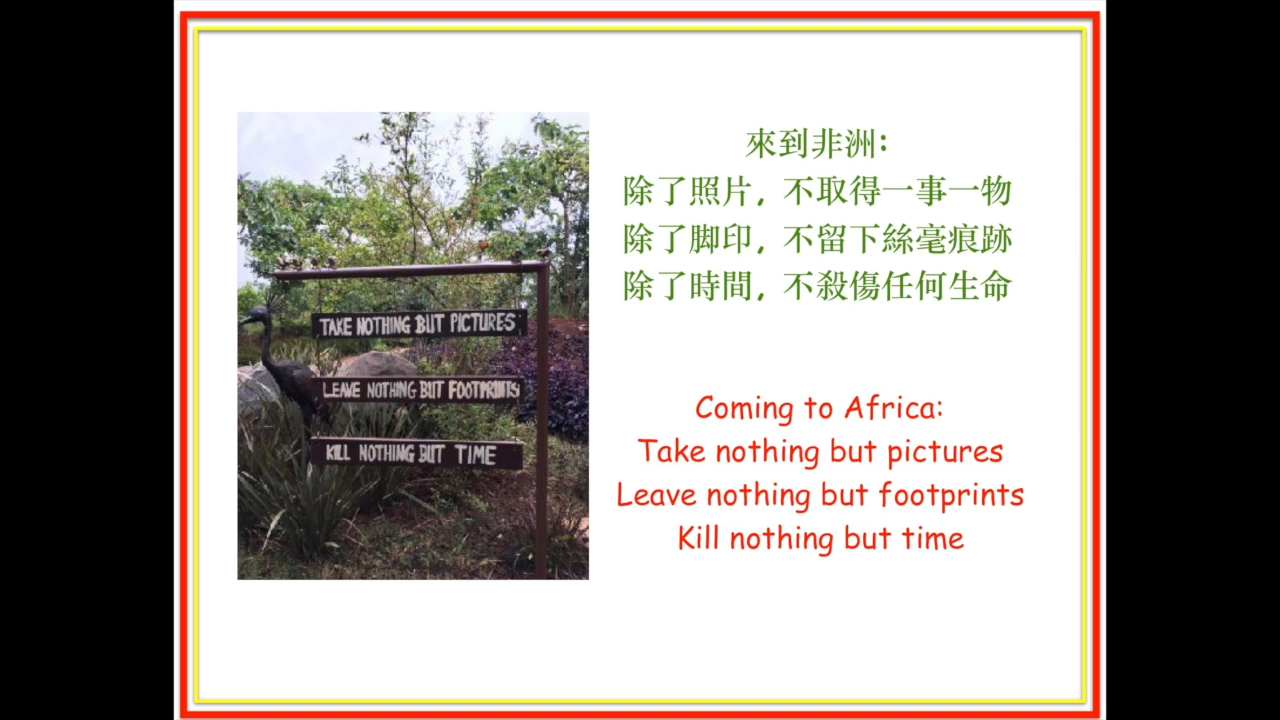 TAKE NOTHING BUT PICTURES
LEAVE NOTHING BUT FOOTPRINTS
KILL NOTHING BUT TIME
來到非洲：
除了照片，不取得一事一物
除了脚印，不留下絲毫痕跡
除了時間，不殺傷任何生命
Coming to Africa:
Take nothing but pictures
Leave nothing but footprints
Kill nothing but time